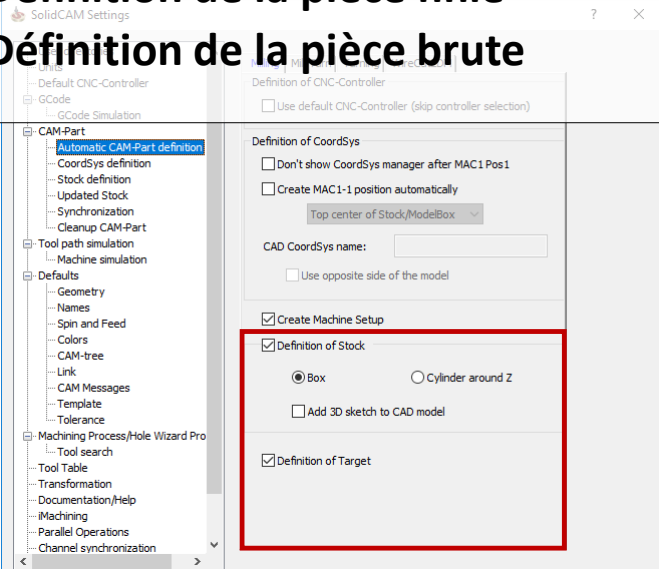 Définition de la pièce finie
SolidCAM Settings
?
Définition de la pièce brute
Units
Default CNC-Controller
GCode
GCode Simulation
CAM-Part
Automatic CAM-Part definition
CoordSys definition
Stock definition
Updated Stock
Synchronization
Cleanup CAM-Part
Tool path simulation
Machine simulation
Defaults
Geometry
Names
Spin and Feed
Colors
CAM-tree
Link
CAM Messages
Template
Tolerance
Machining Process/Hole Wizard Pro
Tool search
Tool Table
Transformation
Documentation/Help
iMachining
Parallel Operations
Channel synchronization
Definition of CNC-Controller
Use default CNC-Controller (skip controller selection)
Definition of CoordSys
Don't show CoordSys manager after MAC1 Pos1
Create MAC1-1 position automatically
Top center of Stock/ModelBox
CAD CoordSys name:
Use opposite side of the model
Create Machine Setup
Definition of Stock
Box
Cylinder around Z
Add 3D sketch to CAD model
Definition of Target